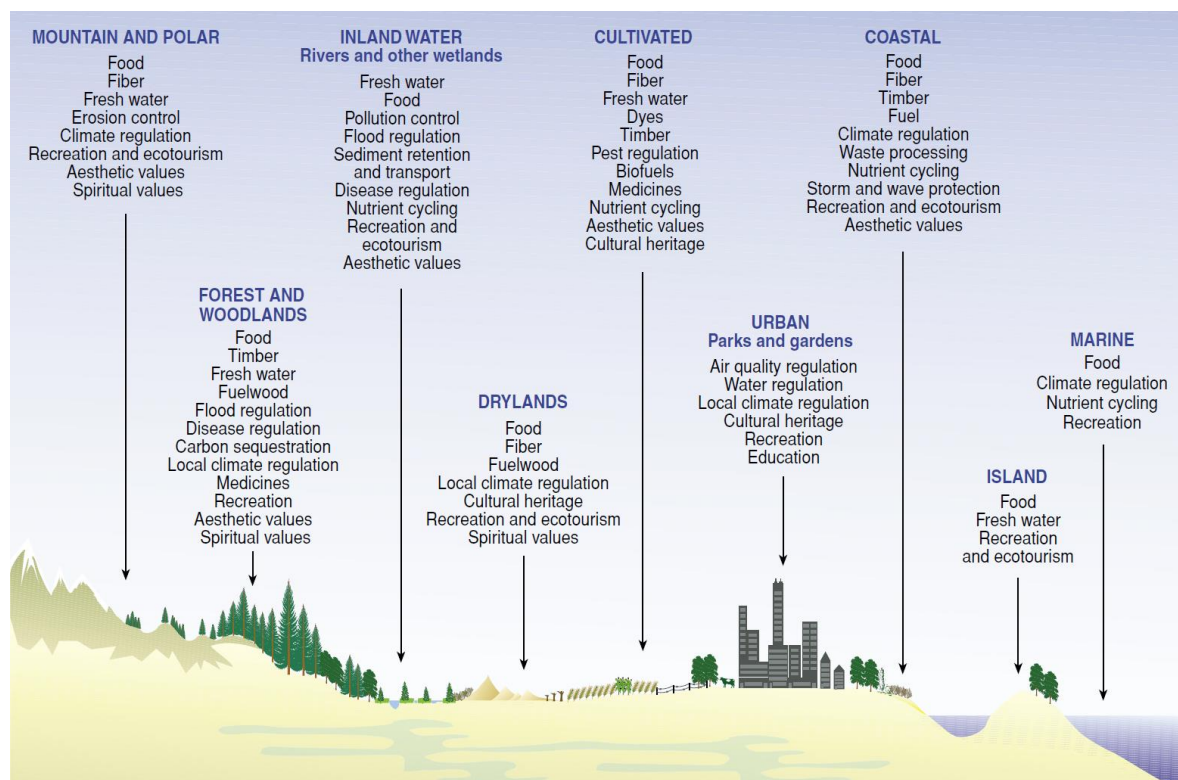 MOUNTAIN AND POLAR
Food
Fiber
Fresh water
Erosion control
Climate regulation
Recreation and ecotourism
Aesthetic values
Spiritual values
FOREST AND
WOODLANDS
Food
Timber
Fresh water
Fuelwood
Flood regulation
Disease regulation
Carbon sequestration
Local climate regulation
Medicines
Recreation
Aesthetic values
Spiritual values
INLAND WATER
Rivers and other wetlands
Fresh water
Food
Pollution control
Flood regulation
Sediment retention
and transport
Disease regulation
Nutrient cycling
Recreation and
ecotourism
Aesthetic values
DRYLANDS
Food
Fiber
Fuelwood
Local climate regulation
Cultural heritage
Recreation and ecotourism
Spiritual values
CULTIVATED
Food
Fiber
Fresh water
Dyes
Timber
Pest regulation
Biofuels
Medicines
Nutrient cycling
Aesthetic values
Cultural heritage
URBAN
Parks and gardens
Air quality regulation
Water regulation
Local climate regulation
Cultural heritage
Recreation
Education
COASTAL
Food
Fiber
Timber
Fuel
Climate regulation
Waste processing
Nutrient cycling
Storm and wave protection
Recreation and ecotourism
Aesthetic values
ISLAND
Food
Fresh water
Recreation
and ecotourism
MARINE
Food
Climate regulation
Nutrient cycling
Recreation